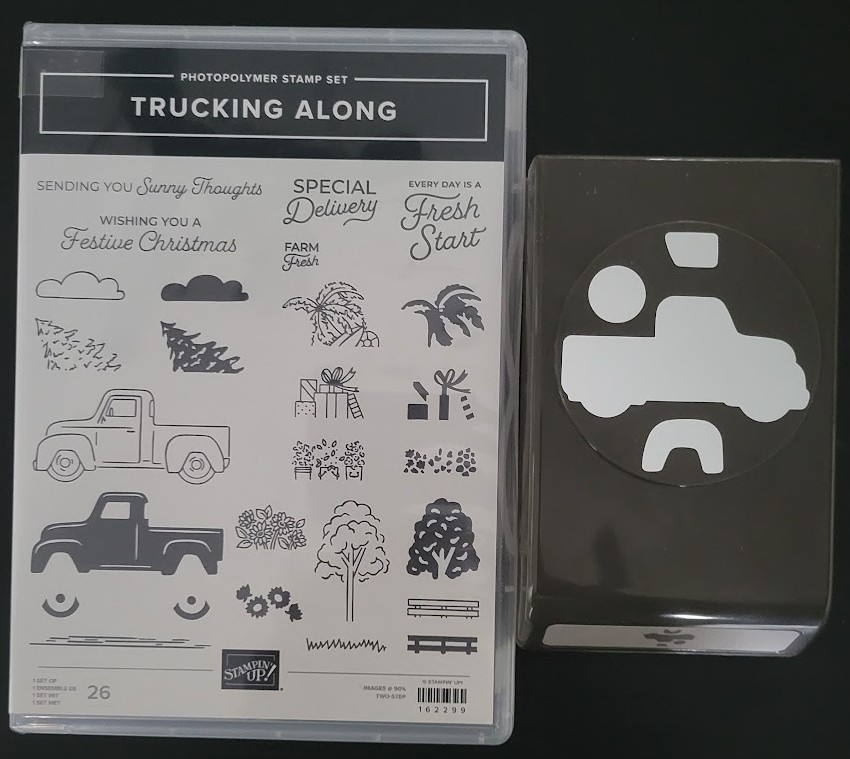 PHOTOPOLYMER STAMP SET
TRUCKING ALONG
SENDING YOU Sunny Thoughts
WISHING YOU A
Festive Christmas
SPECIAL
Delivery
FARM
Fresh
EVERY DAY IS A
Fresh
Start
1 SET OF
1 ENSEMBLE DE
1 SET MIT
1 SET MET
26
STAMPIN' UP!
© STAMPIN' UP!
IMAGES @ 90%
TWO-STEP
162299